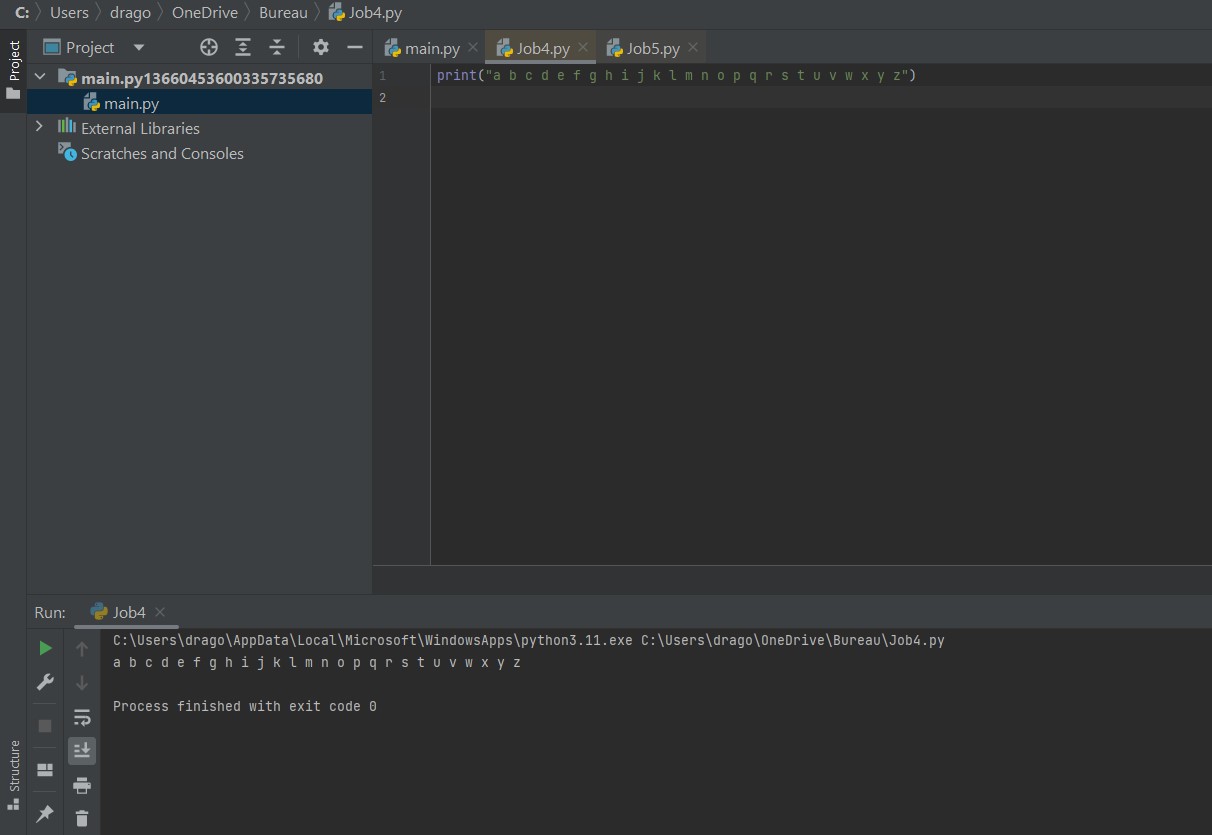 C: Users drago OneDrive Bureau Job4.py
Project
Project
main.py Job4.py Job5.py
main.py13660453600335735680
main.py
External Libraries
Scratches and Consoles
1 print("a b c d e f g h i j k l m n o p q r s t u v w x y z")
2
Run: Job4
C:\Users\drago\AppData\Local\Microsoft\WindowsApps\python3.11.exe C:\Users\drago\OneDrive\Bureau\Job4.py
a b c d e f g h i j k l m n o p q r s t u v w x y z
Process finished with exit code 0
Structure